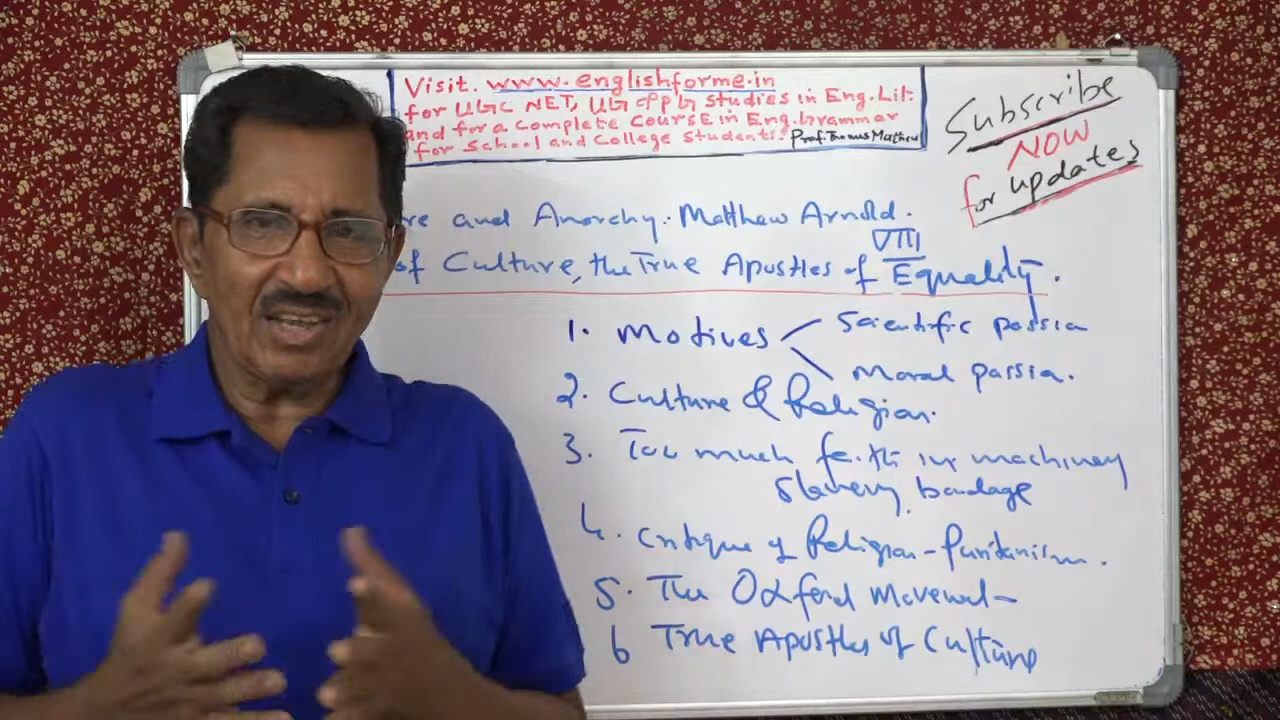 Visit. www.englishforme.in
for UGC NET, UG & PG Studies in Eng. Lit:
and for a Complete Course in Eng. Grammar
for School and College Students. Prof. Thomas Mathew
Subscribe
NOW
for updates
re and Anarchy. Matthew Arnold.
VIII
of Culture, the True Apostles of Equality.
1. Motives
Scientific passion
Moral passion.
2. Culture & Religion.
3. Too much faith in machinery
slavery, bondage
4. Critique of Religion - Puritanism.
5. The Oxford Movement
6 True Apostles of Culture